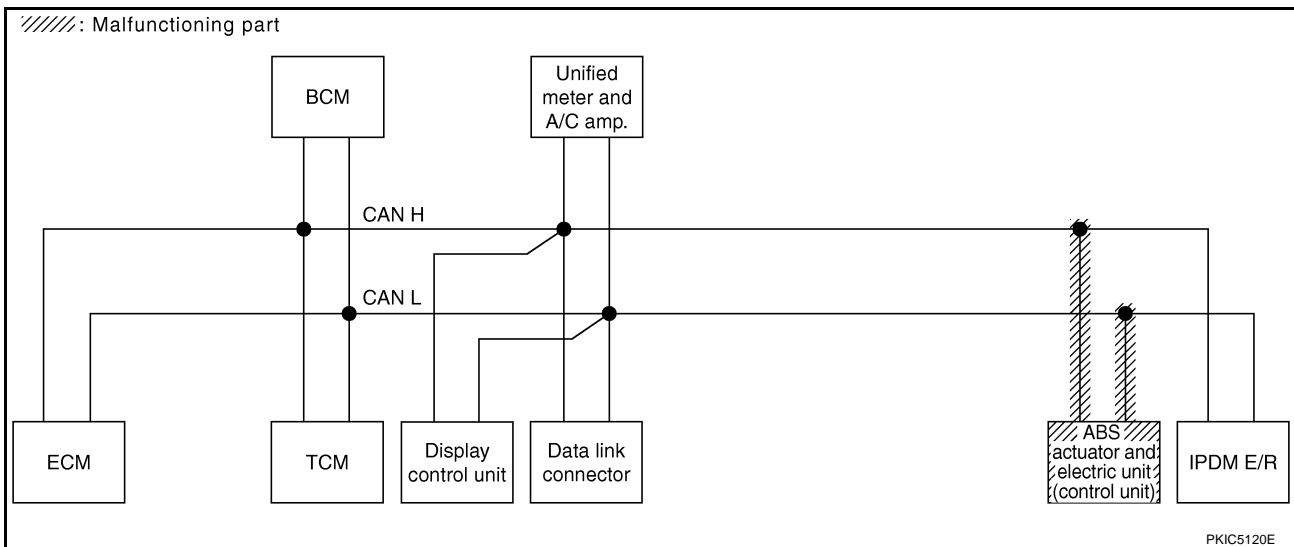 : Malfunctioning part
BCM
Unified
meter and
A/C amp.
CAN H
CAN L
ECM
TCM
Display
control unit
Data link
connector
ABS
actuator and
electric unit
(control unit)
IPDM E/R
PKIC5120E